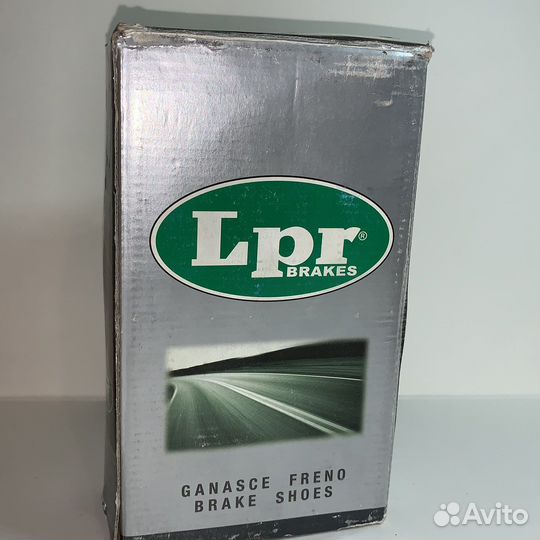 Lpr®
BRAKES
GANASCE FRENO
BRAKE SHOES
Avito